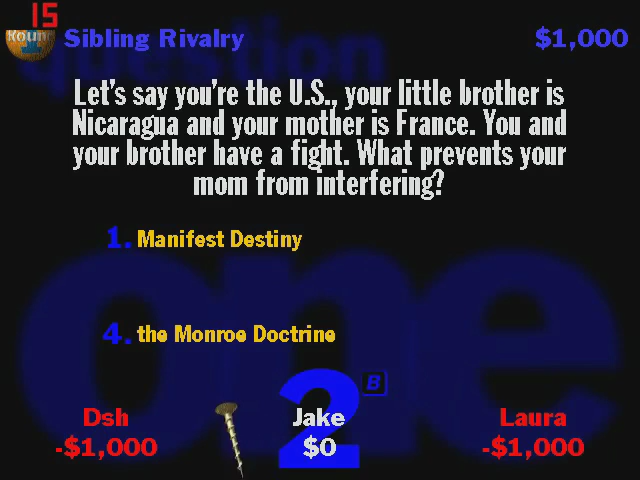 15
Round
1
Sibling Rivalry
$1,000
question
Let's say you're the U.S., your little brother is
Nicaragua and your mother is France. You and
your brother have a fight. What prevents your
mom from interfering?
1. Manifest Destiny
4. the Monroe Doctrine
one
2
B
Dsh
Jake
Laura
-$1,000
$0
-$1,000